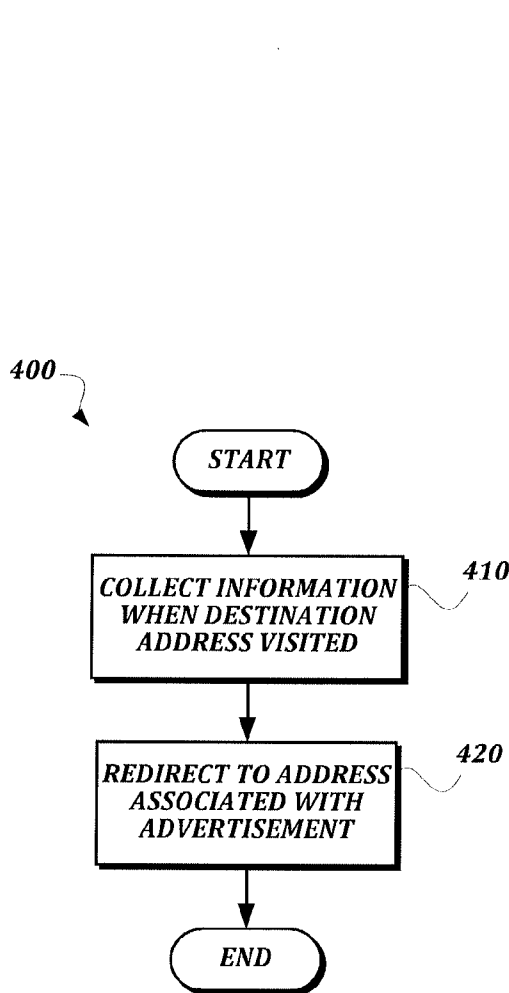 400
START
COLLECT INFORMATION
WHEN DESTINATION
ADDRESS VISITED
410
REDIRECT TO ADDRESS
ASSOCIATED WITH
ADVERTISEMENT
420
END